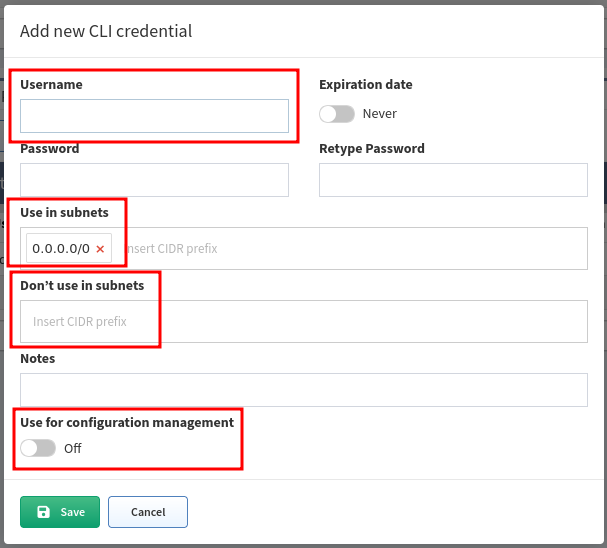 Add new CLI credential
Username
Expiration date
Never
Password
Retype Password
Use in subnets
0.0.0.0/0 × nsert CIDR prefix
Don't use in subnets
Insert CIDR prefix
Notes
Use for configuration management
Off
Save
Cancel